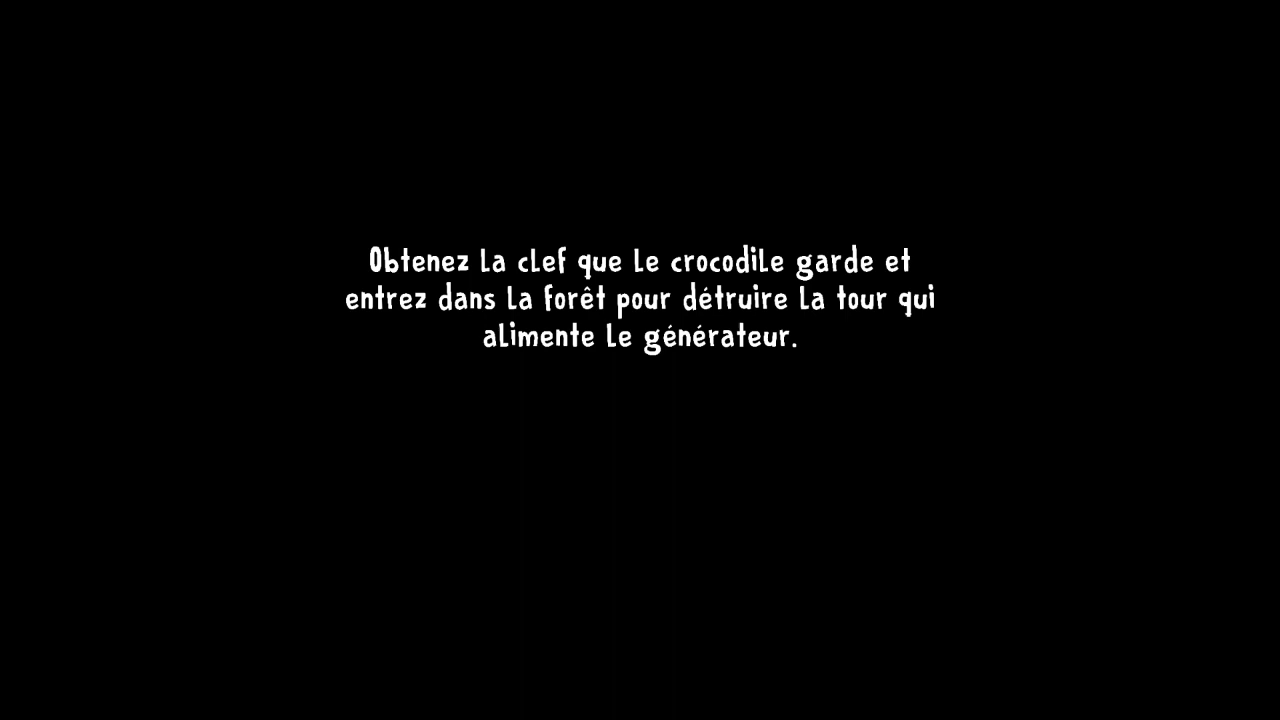 Obtenez la clef que le crocodile garde et
entrez dans la forêt pour détruire la tour qui
alimente le générateur.